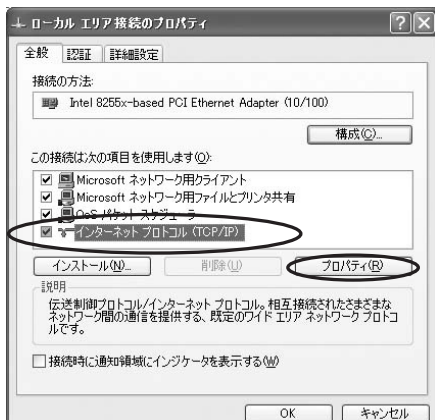 ローカル エリア接続のプロパティ
全般 認証 詳細設定
接続の方法:
Intel 8255x-based PCI Ethernet Adapter (10/100)
構成(C)...
この接続は次の項目を使用します(O):
Microsoft ネットワーク用クライアント
Microsoft ネットワーク用ファイルとプリンタ共有
QoS パケット スケジューラ
インターネット プロトコル (TCP/IP)
インストール(N)... 削除(U) プロパティ(R)
説明
伝送制御プロトコル/インターネット プロトコル。相互接続されたさまざまな
ネットワーク間の通信を提供する、既定のワイド エリア ネットワーク プロトコ
ルです。
接続時に通知領域にインジケータを表示する(W)
OK キャンセル